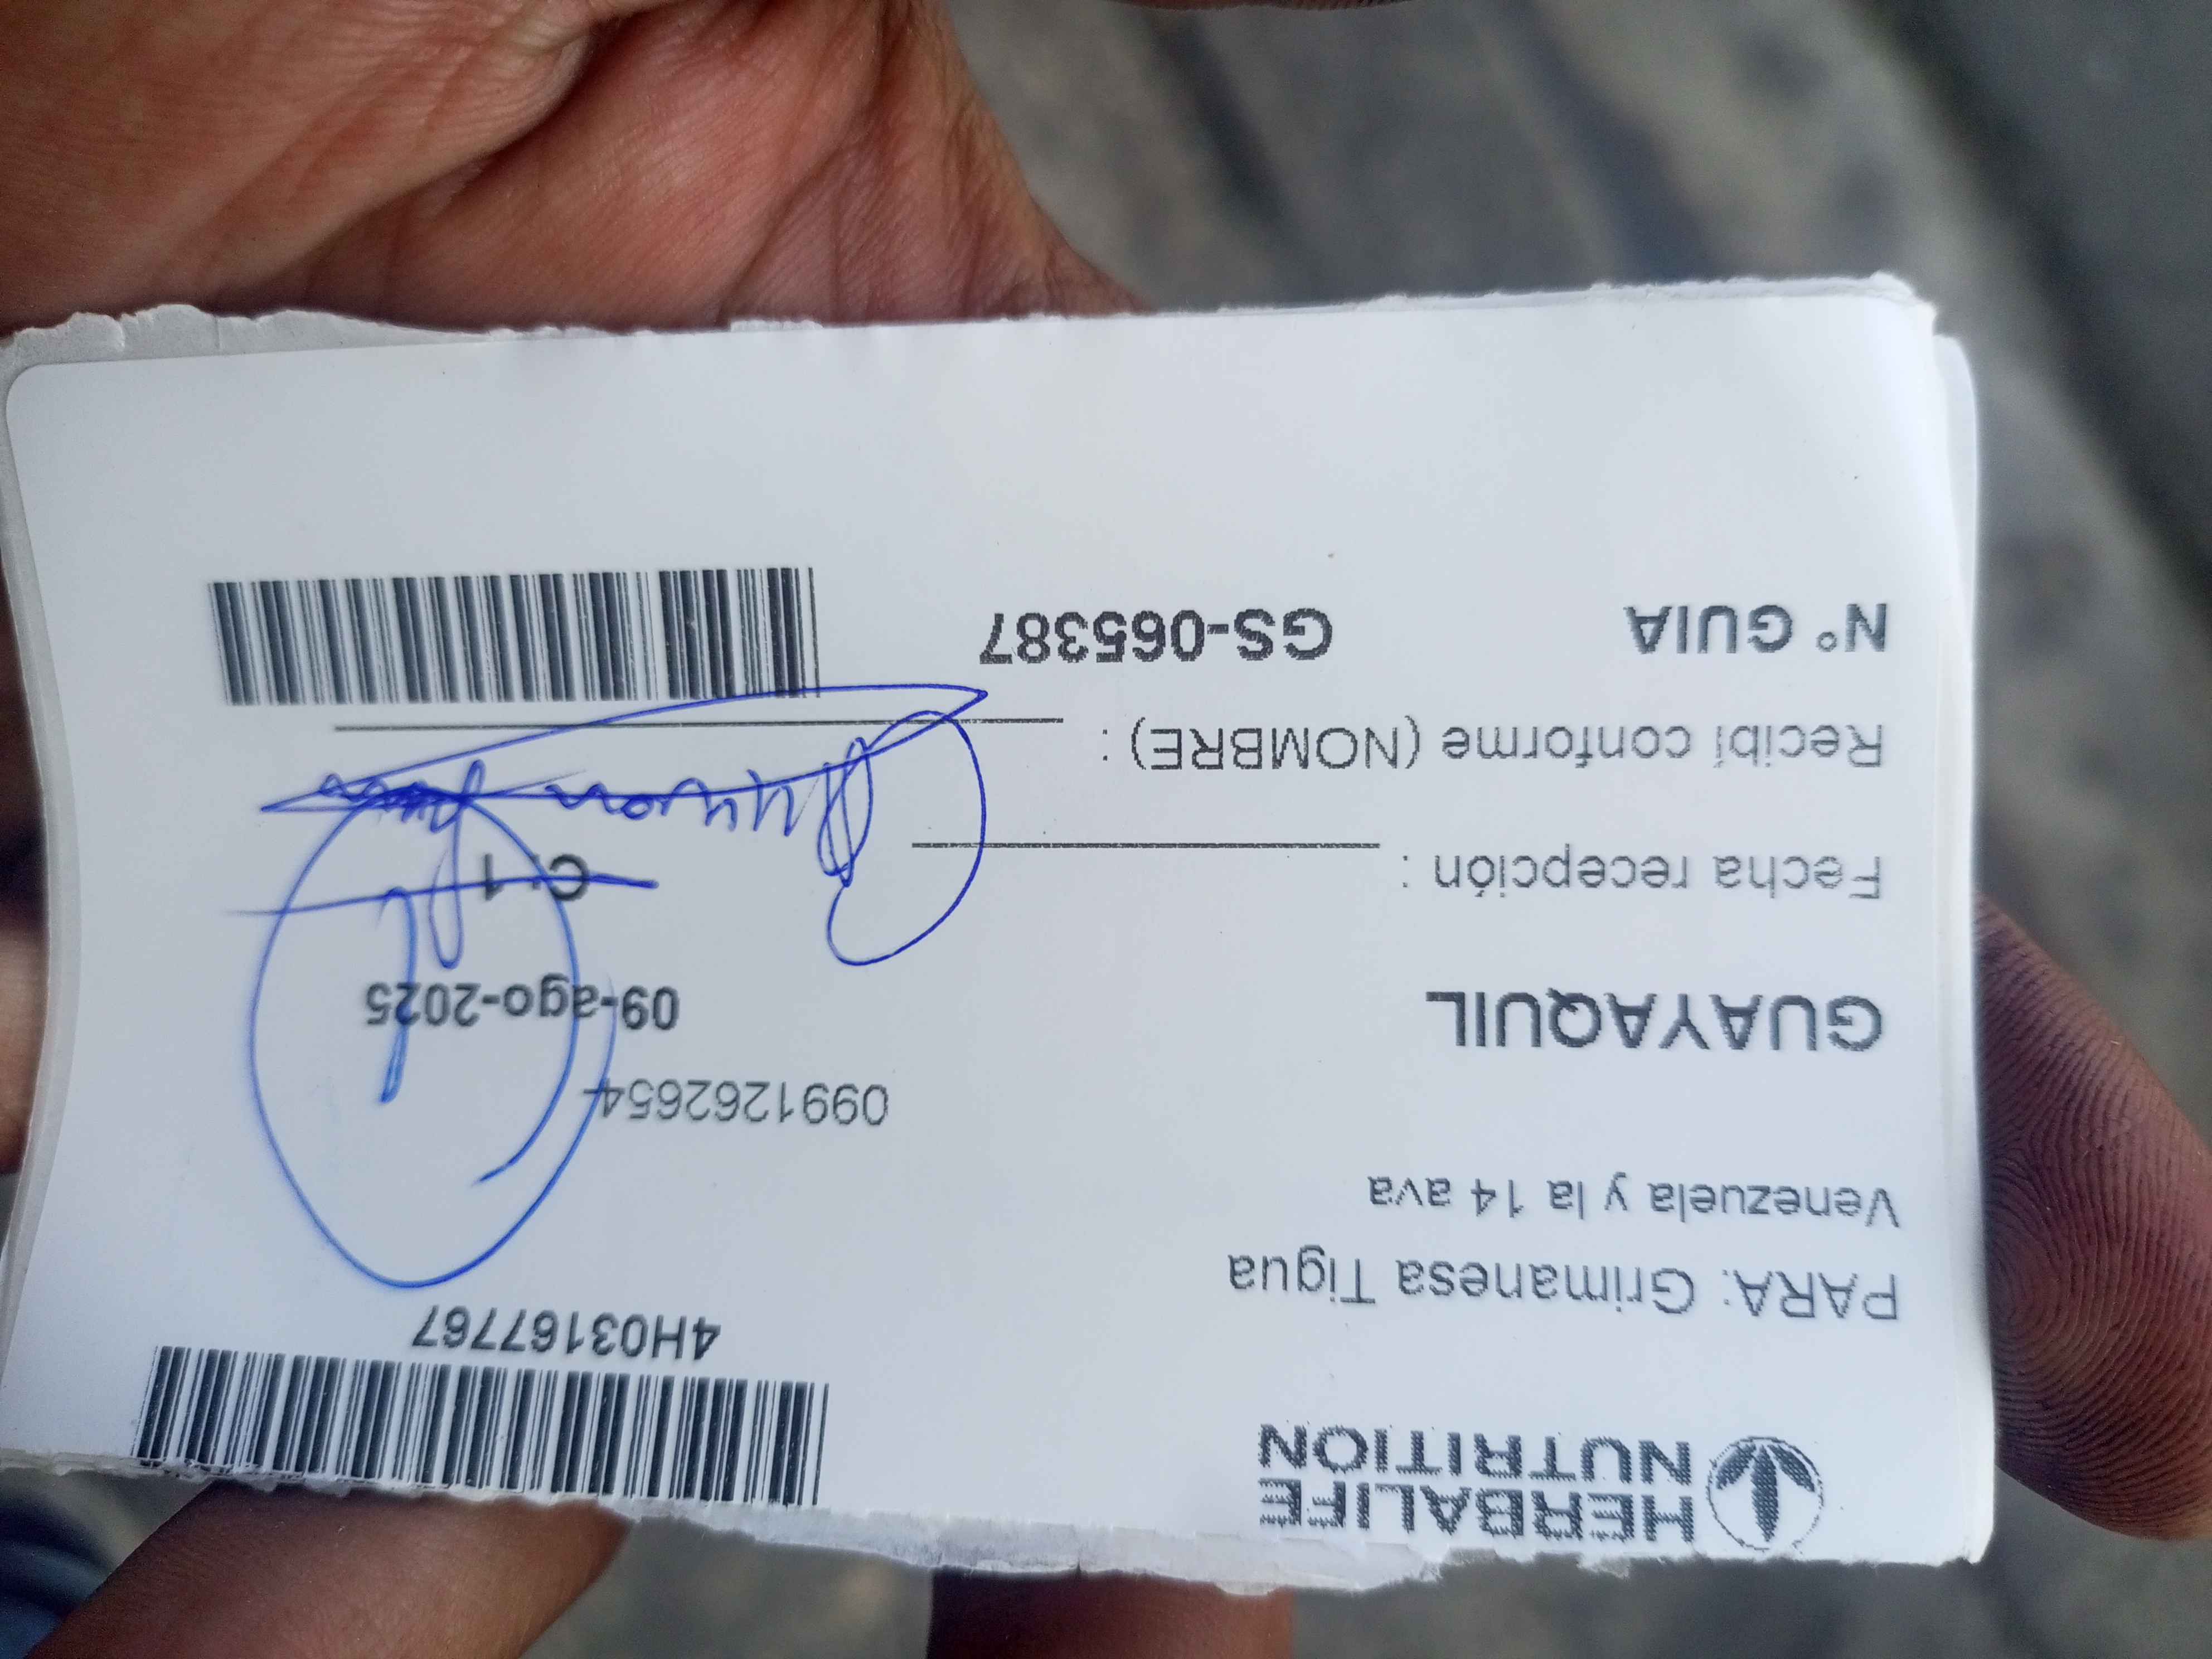 HERBALIFE
NUTRITION
4H03167767
PARA: Grimanesa Tigua
Venezuela y la 14 ava
0991262654
GUAYAQUIL
09-ago-2025
Fecha recepción :
Recibí conforme (NOMBRE) :
N° GUIA GS-065387